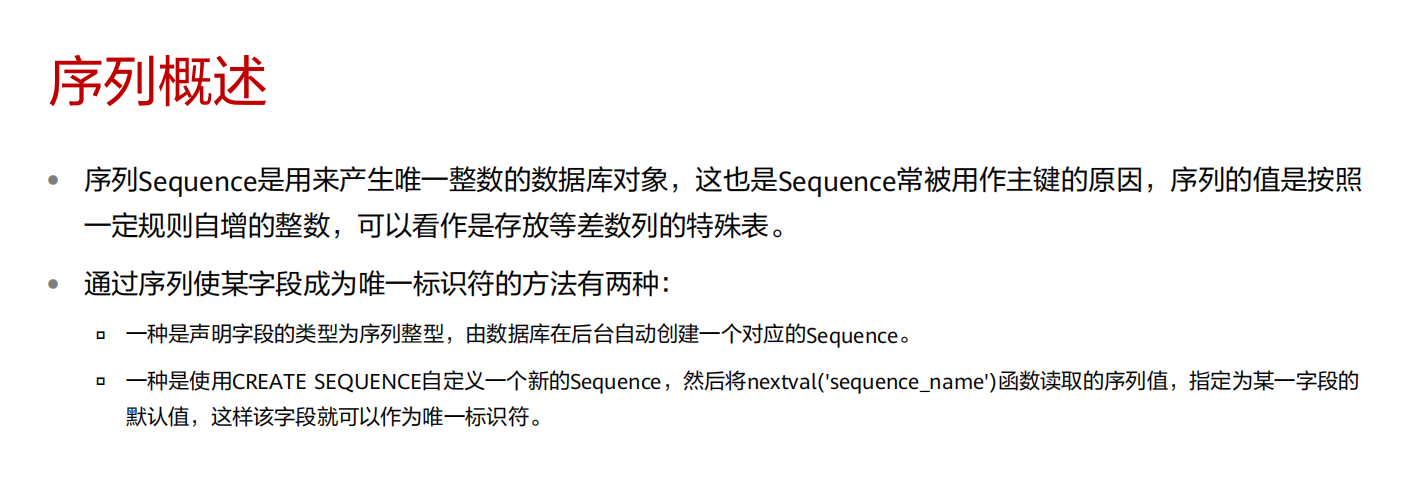 序列概述
• 序列Sequence是用来产生唯一整数的数据库对象，这也是Sequence常被用作主键的原因，序列的值是按照
一定规则自增的整数，可以看作是存放等差数列的特殊表。
• 通过序列使某字段成为唯一标识符的方法有两种：
▫ 一种是声明字段的类型为序列整型，由数据库在后台自动创建一个对应的Sequence。
▫ 一种是使用CREATE SEQUENCE自定义一个新的Sequence，然后将nextval('sequence_name')函数读取的序列值，指定为某一字段的
默认值，这样该字段就可以作为唯一标识符。